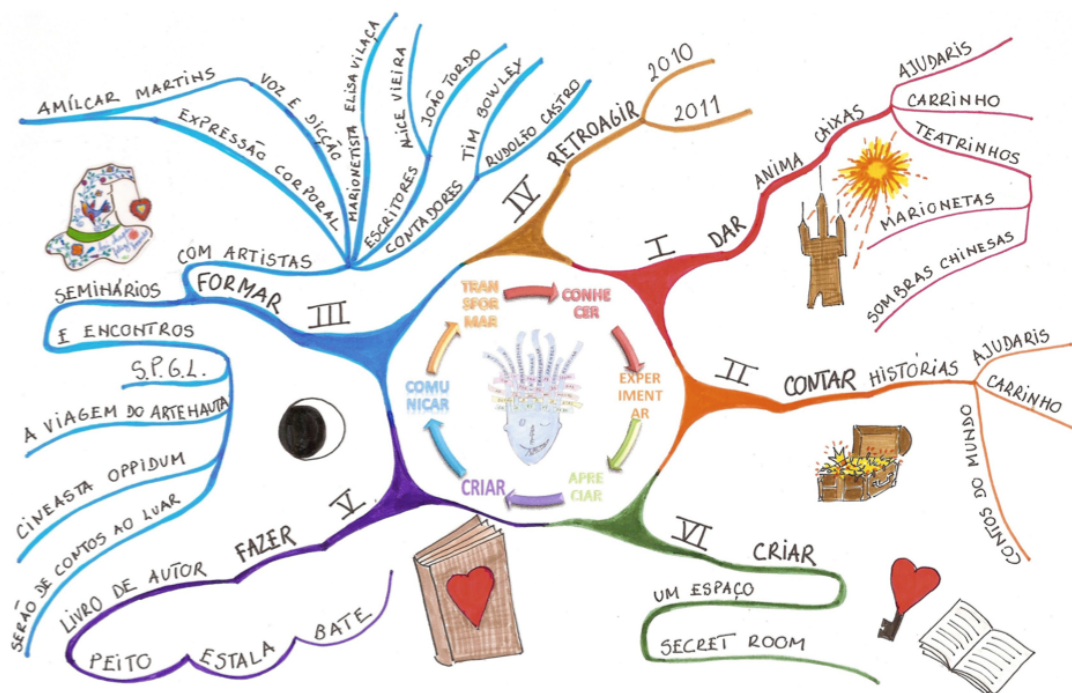 TRAN
SFOR
MAR
CONHE
CER
EXPER
IMENT
AR
APRE
CIAR
CRIAR
COMU
NICAR
I
DAR
ANIMA
CAIXAS
AJUDARIS
CARRINHO
TEATRINHOS
MARIONETAS
SOMBRAS CHINESAS
II
CONTAR
HISTÓRIAS
AJUDARIS
CARRINHO
CONTOS DO MUNDO
III
FORMAR
COM ARTISTAS
AMÍLCAR MARTINS
VOZ E DICÇÃO
EXPRESSÃO CORPORAL
MARIONETISTA ELISA VILAÇA
ESCRITORES
ALICE VIEIRA
JOÃO TORDO
CONTADORES
TIM BOWLEY
RUDOLFO CASTRO
SEMINÁRIOS
E ENCONTROS
S.P.G.L.
A VIAGEM DO ARTEHAUTA
CINEASTA OPPIDUM
SERÃO DE CONTOS AO LUAR
IV
RETROAGIR
2010
2011
V
FAZER
LIVRO DE AUTOR
PEITO
ESTALA
BATE
VI
CRIAR
UM ESPAÇO
SECRET ROOM